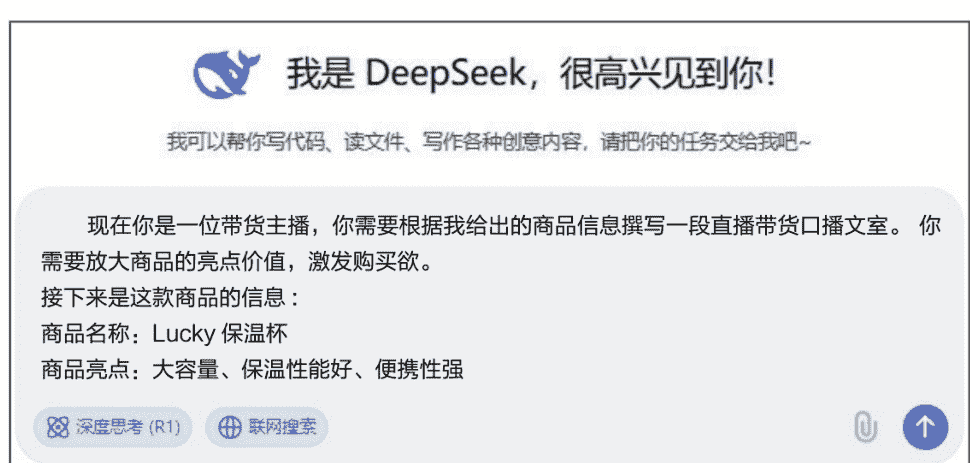 我是 DeepSeek，很高兴见到你！
我可以帮你写代码、读文件、写作各种创意内容，请把你的任务交给我吧~
现在你是一位带货主播，你需要根据我给出的商品信息撰写一段直播带货口播文室。 你
需要放大商品的亮点价值，激发购买欲。
接下来是这款商品的信息：
商品名称：Lucky 保温杯
商品亮点：大容量、保温性能好、便携性强
深度思考 (R1) 联网搜索